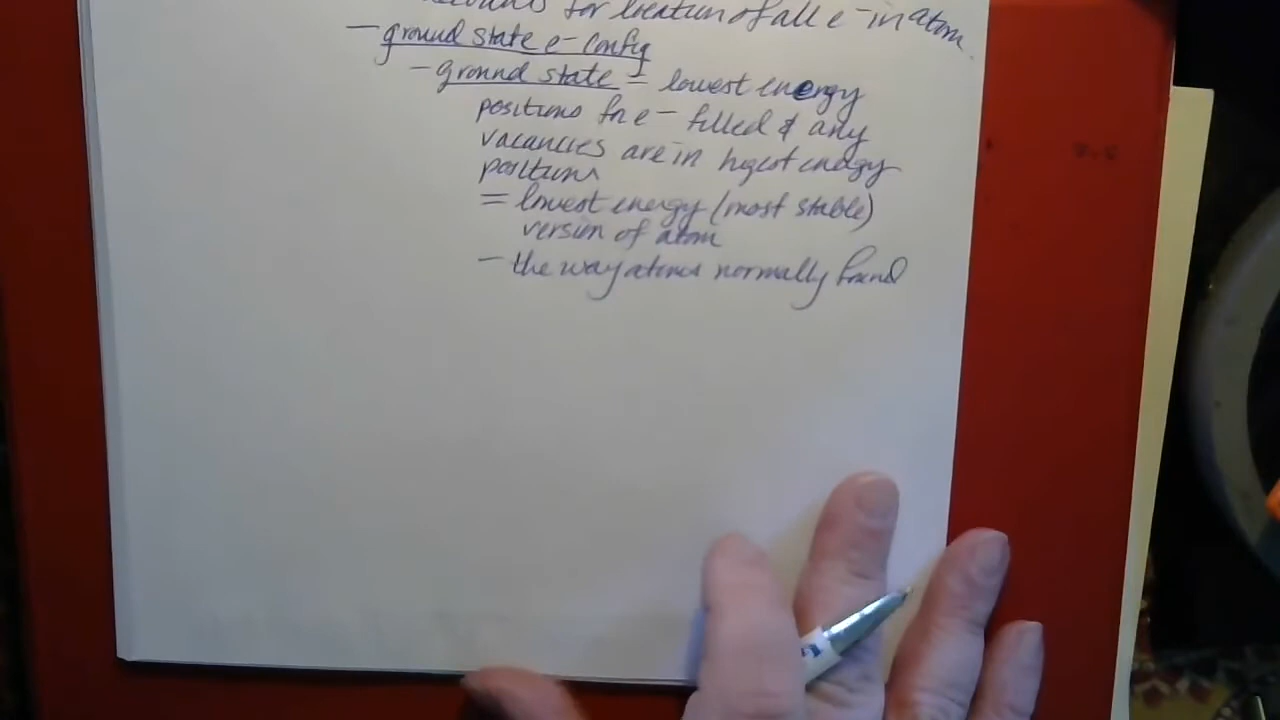 for location of all e- in atom.
- ground state e- config
- ground state = lowest energy
positions for e- filled & any
vacancies are in higest energy
positions
= lowest energy (most stable)
version of atom
- the way atoms normally found